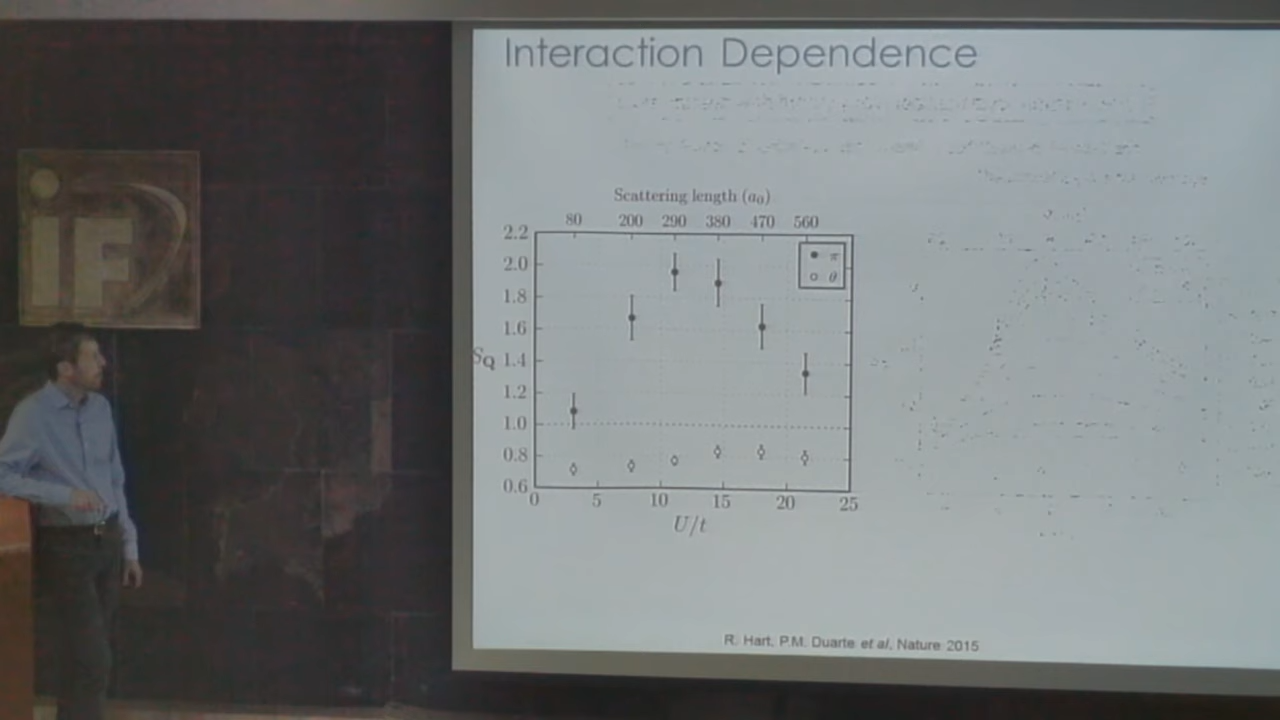 Interaction Dependence
iF
Scattering length (a₀)
80 200 290 380 470 560
2.2
2.0
1.8
1.6
S_Q 1.4
1.2
1.0
0.8
0.6
π
θ
0 5 10 15 20 25
U/t
R. Hart, P.M. Duarte et al, Nature 2015